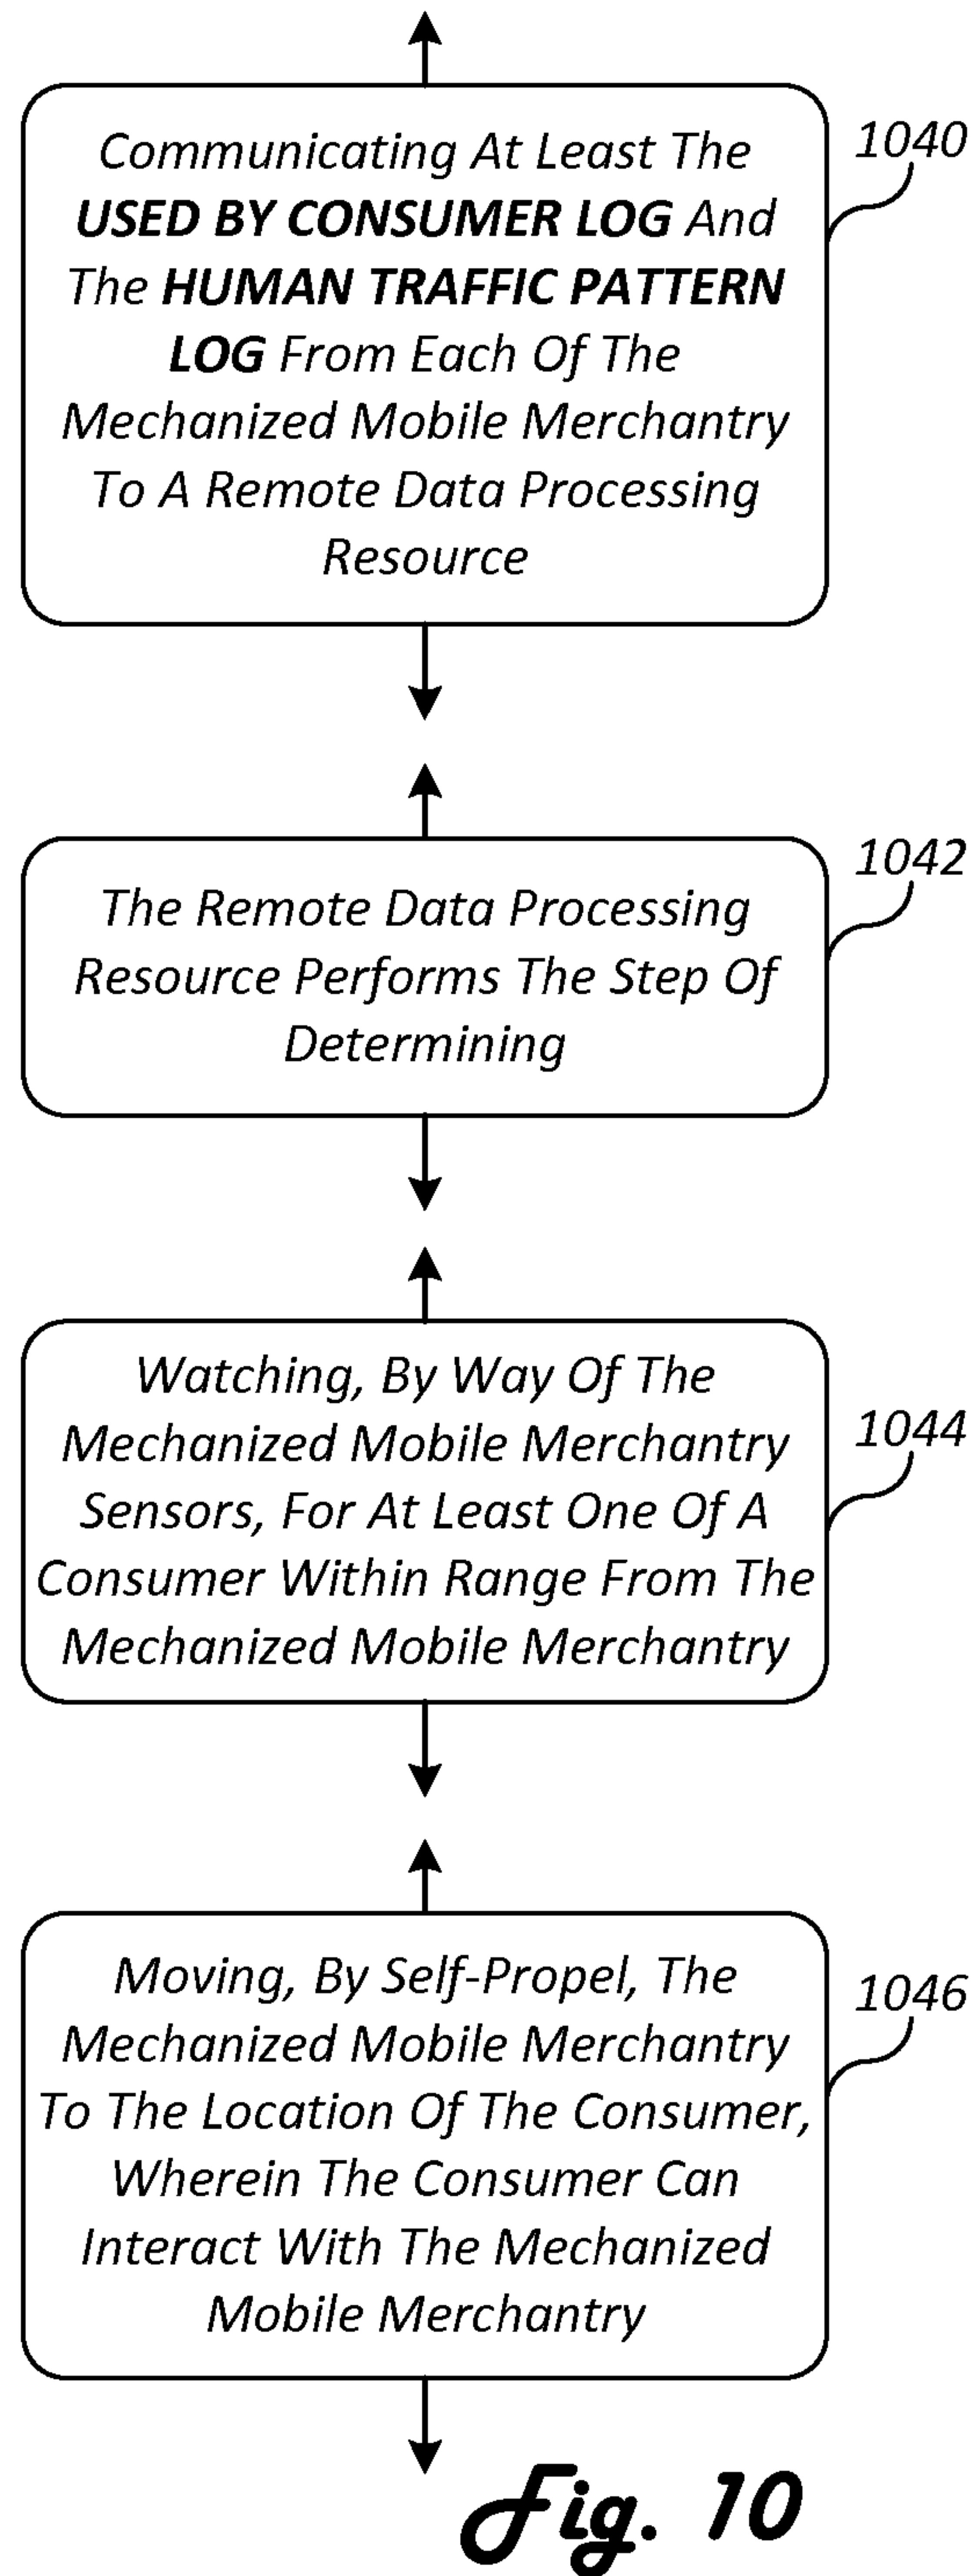 Communicating At Least The
USED BY CONSUMER LOG And
The HUMAN TRAFFIC PATTERN
LOG From Each Of The
Mechanized Mobile Merchantry
To A Remote Data Processing
Resource
1040
The Remote Data Processing
Resource Performs The Step Of
Determining
1042
Watching, By Way Of The
Mechanized Mobile Merchantry
Sensors, For At Least One Of A
Consumer Within Range From The
Mechanized Mobile Merchantry
1044
Moving, By Self-Propel, The
Mechanized Mobile Merchantry
To The Location Of The Consumer,
Wherein The Consumer Can
Interact With The Mechanized
Mobile Merchantry
1046
Fig. 10